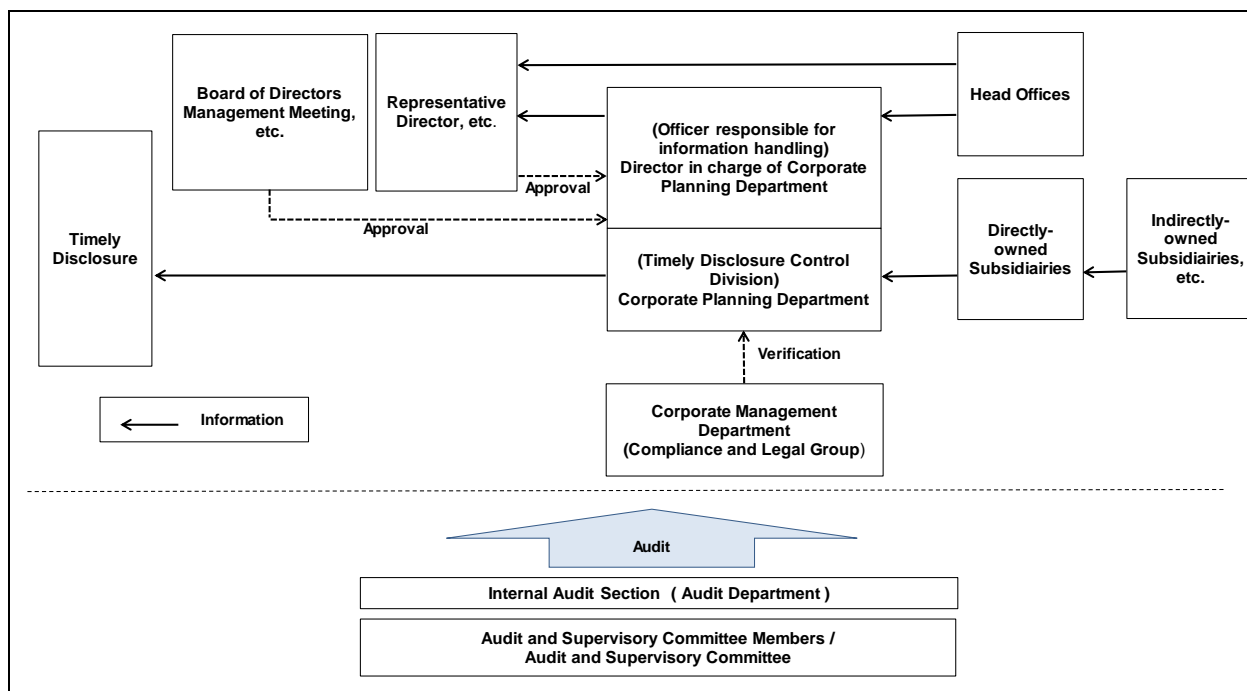 Board of Directors
Management Meeting,
etc.
Representative
Director, etc.
Head Offices
(Officer responsible for
information handling)
Director in charge of Corporate
Planning Department
Approval
Approval
Timely
Disclosure
Directly-
owned
Subsidiairies
Indirectly-
owned
Subsidiairies,
etc.
(Timely Disclosure Control
Division)
Corporate Planning Department
Verification
Information
Corporate Management
Department
(Compliance and Legal Group)
Audit
Internal Audit Section ( Audit Department )
Audit and Supervisory Committee Members /
Audit and Supervisory Committee